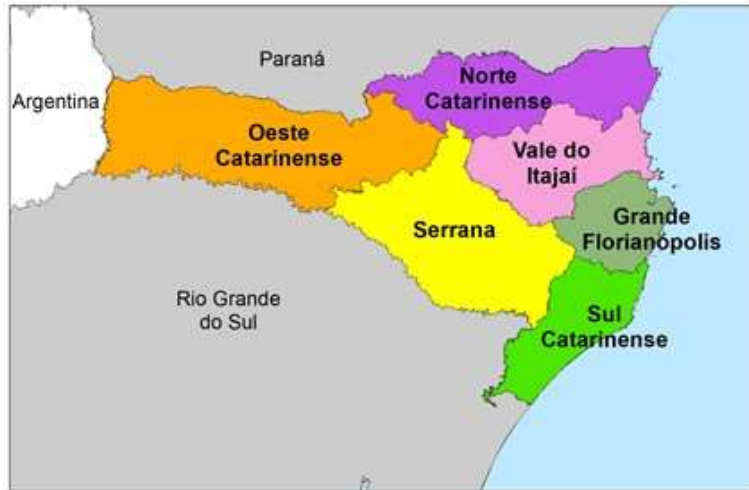 Paraná
Norte
Catarinense
Argentina
Oeste
Catarinense
Vale do
Itajaí
Grande
Florianópolis
Serrana
Rio Grande
do Sul
Sul
Catarinense